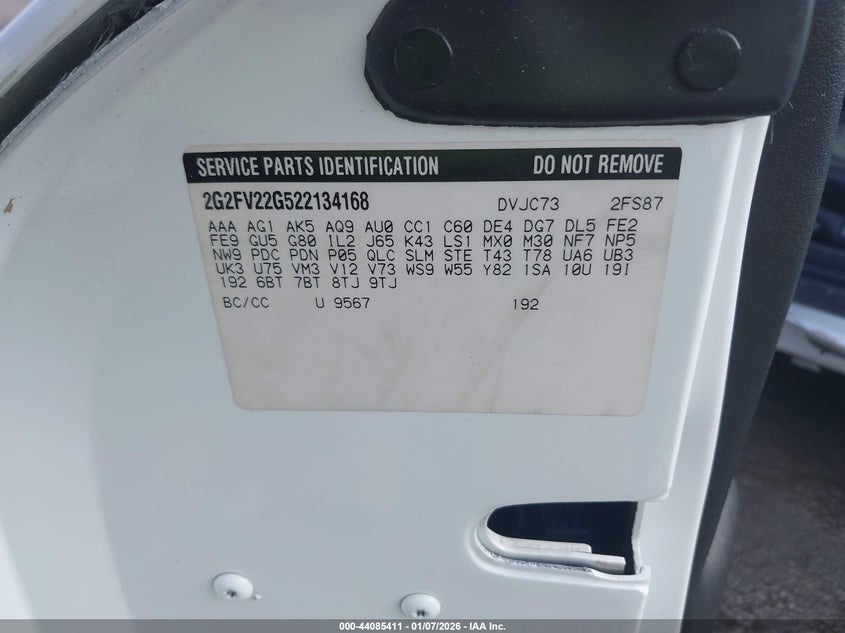 SERVICE PARTS IDENTIFICATION DO NOT REMOVE
2G2FV22G522134168 DVJC73 2FS87
AAA AG1 AK5 AQ9 AU0 CC1 C60 DE4 DG7 DL5 FE2
FE9 GU5 G80 IL2 J65 K43 LS1 MX0 M30 NF7 NP5
NW9 PDC PDN P05 QLC SLM STE T43 T78 UA6 UB3
UK3 U75 VM3 V12 V73 WS9 W55 Y82 1SA 10U 19I
192 6BT 7BT 8TJ 9TJ
BC/CC U 9567 192
000-44085411 - 01/07/2026 - IAA Inc.